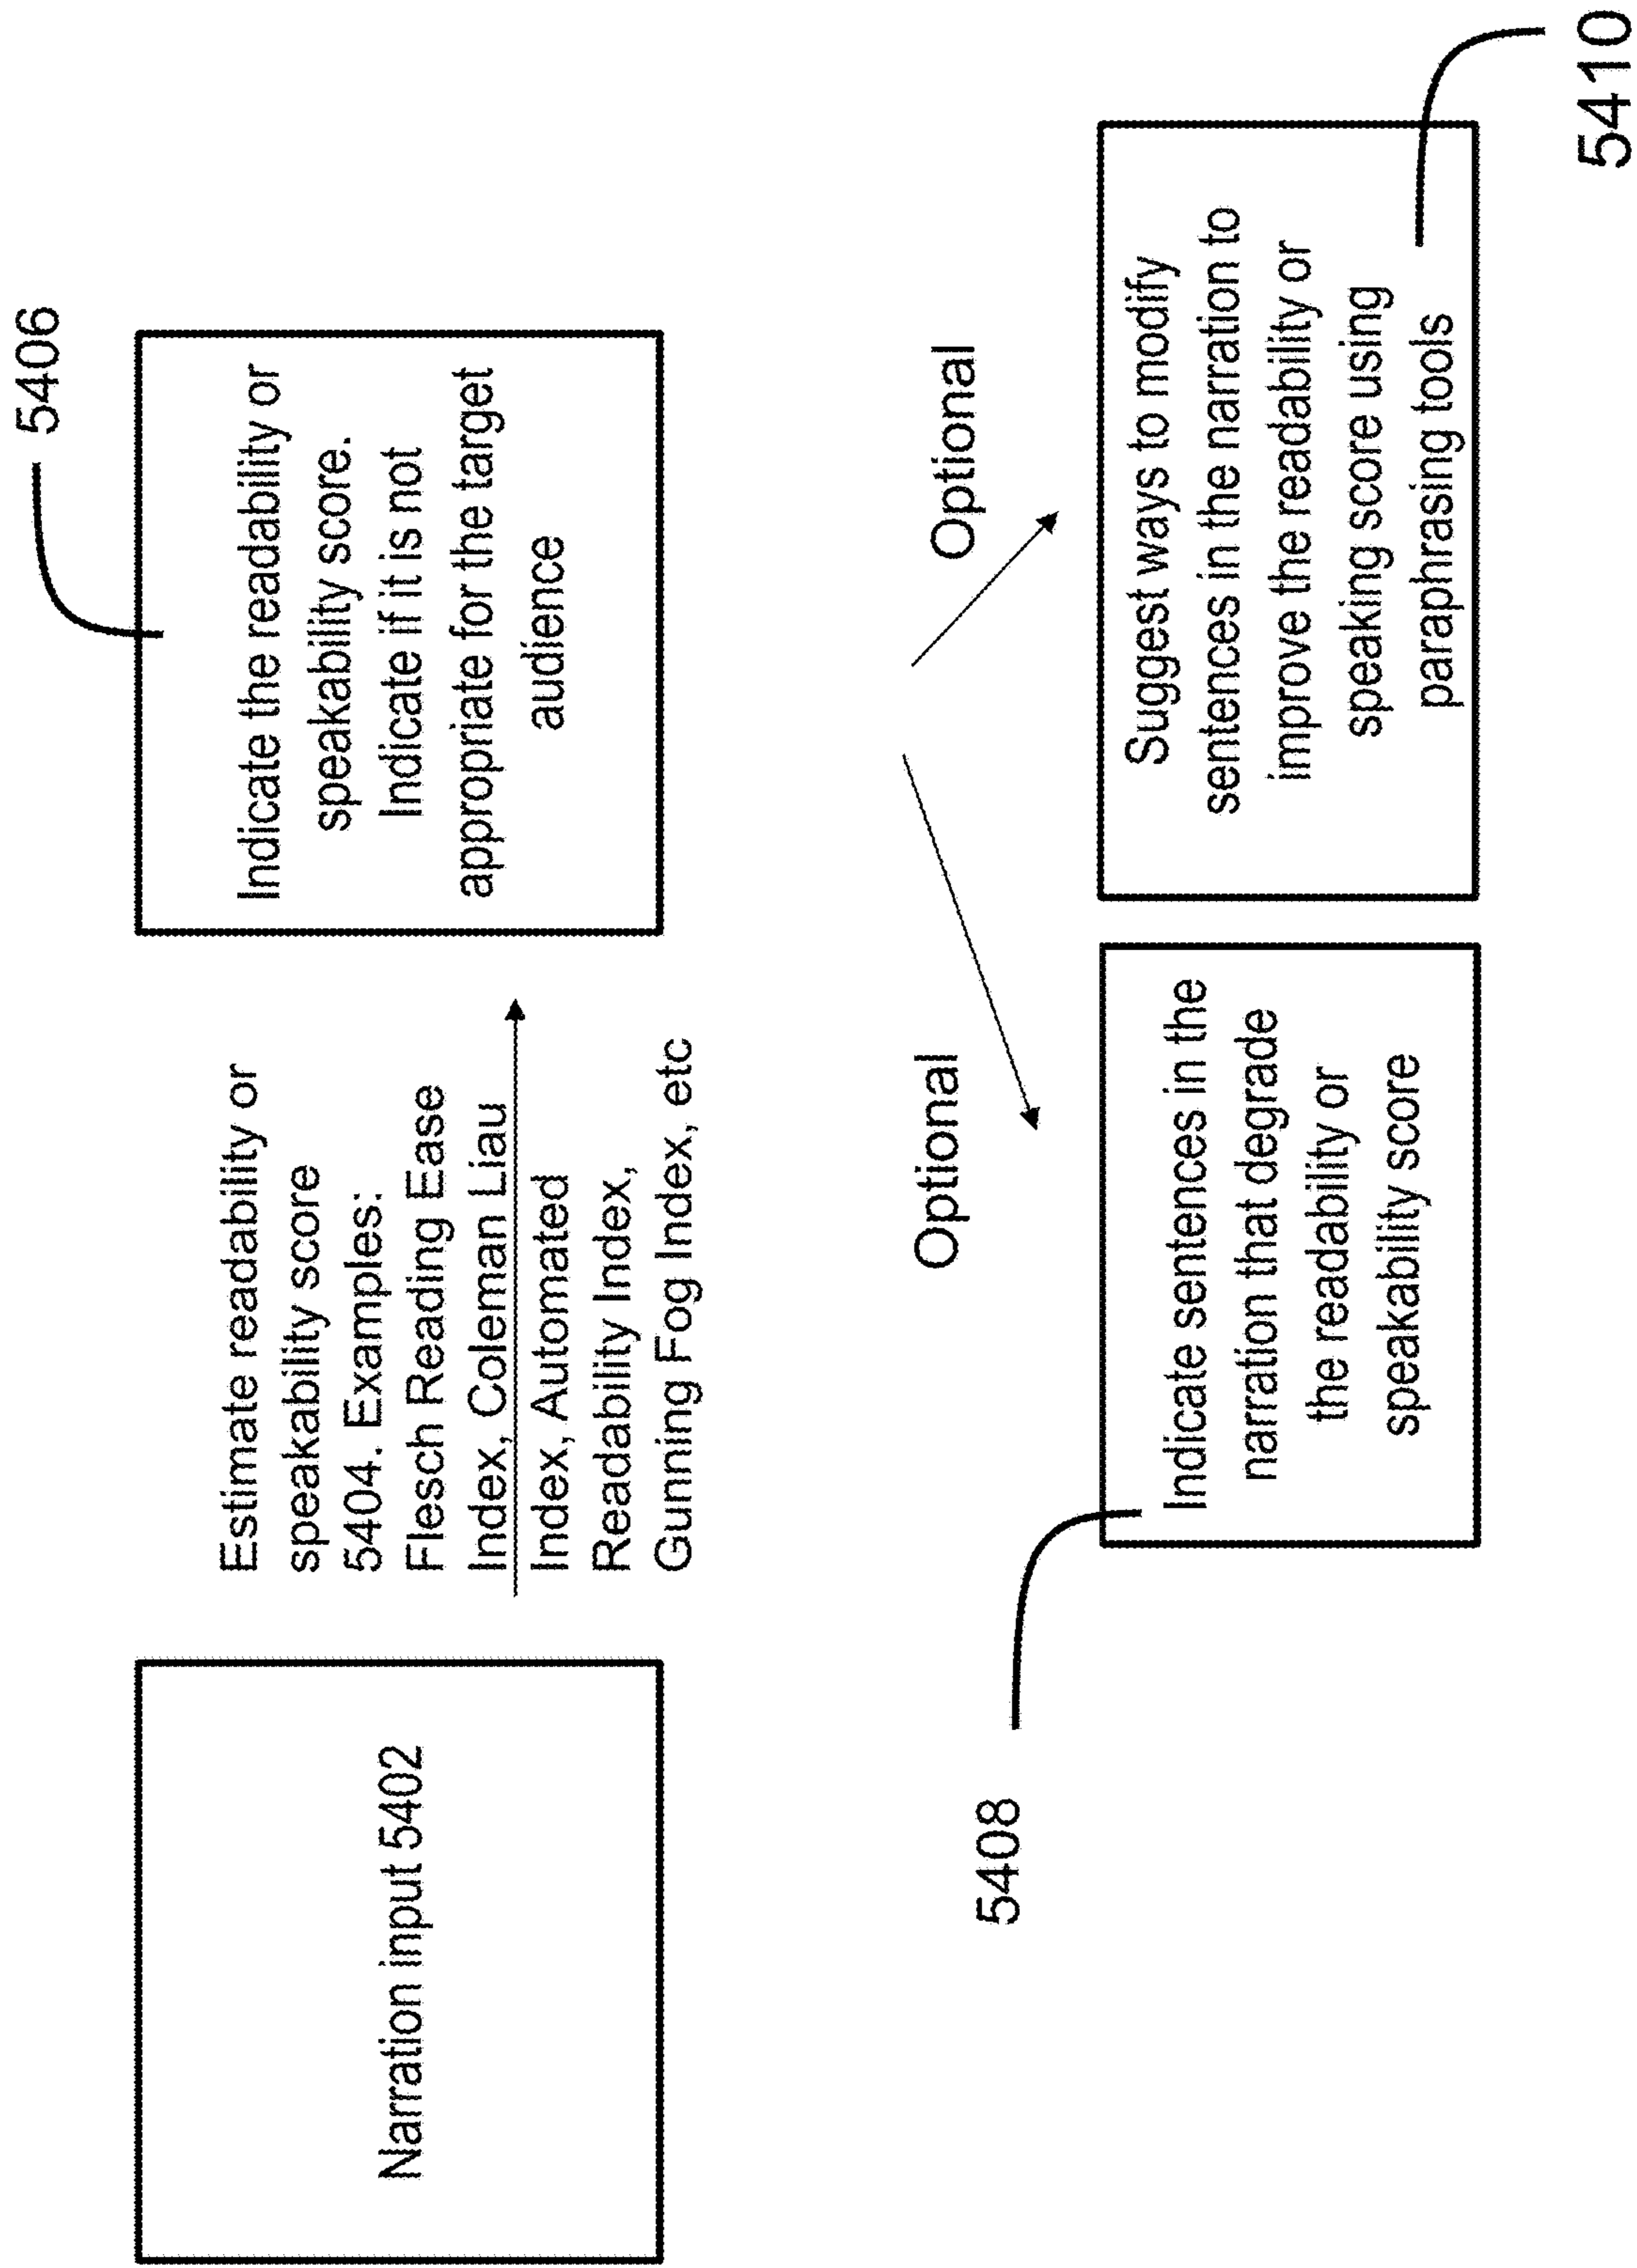 Narration input 5402
Estimate readability or
speakability score
5404. Examples:
Flesch Reading Ease
Index, Coleman Liau
Index, Automated
Readability Index,
Gunning Fog Index, etc
5406
Indicate the readability or
speakability score.
Indicate if it is not
appropriate for the target
audience
Optional
Optional
5408
Indicate sentences in the
narration that degrade
the readability or
speakability score
Suggest ways to modify
sentences in the narration to
improve the readability or
speaking score using
paraphrasing tools
5410